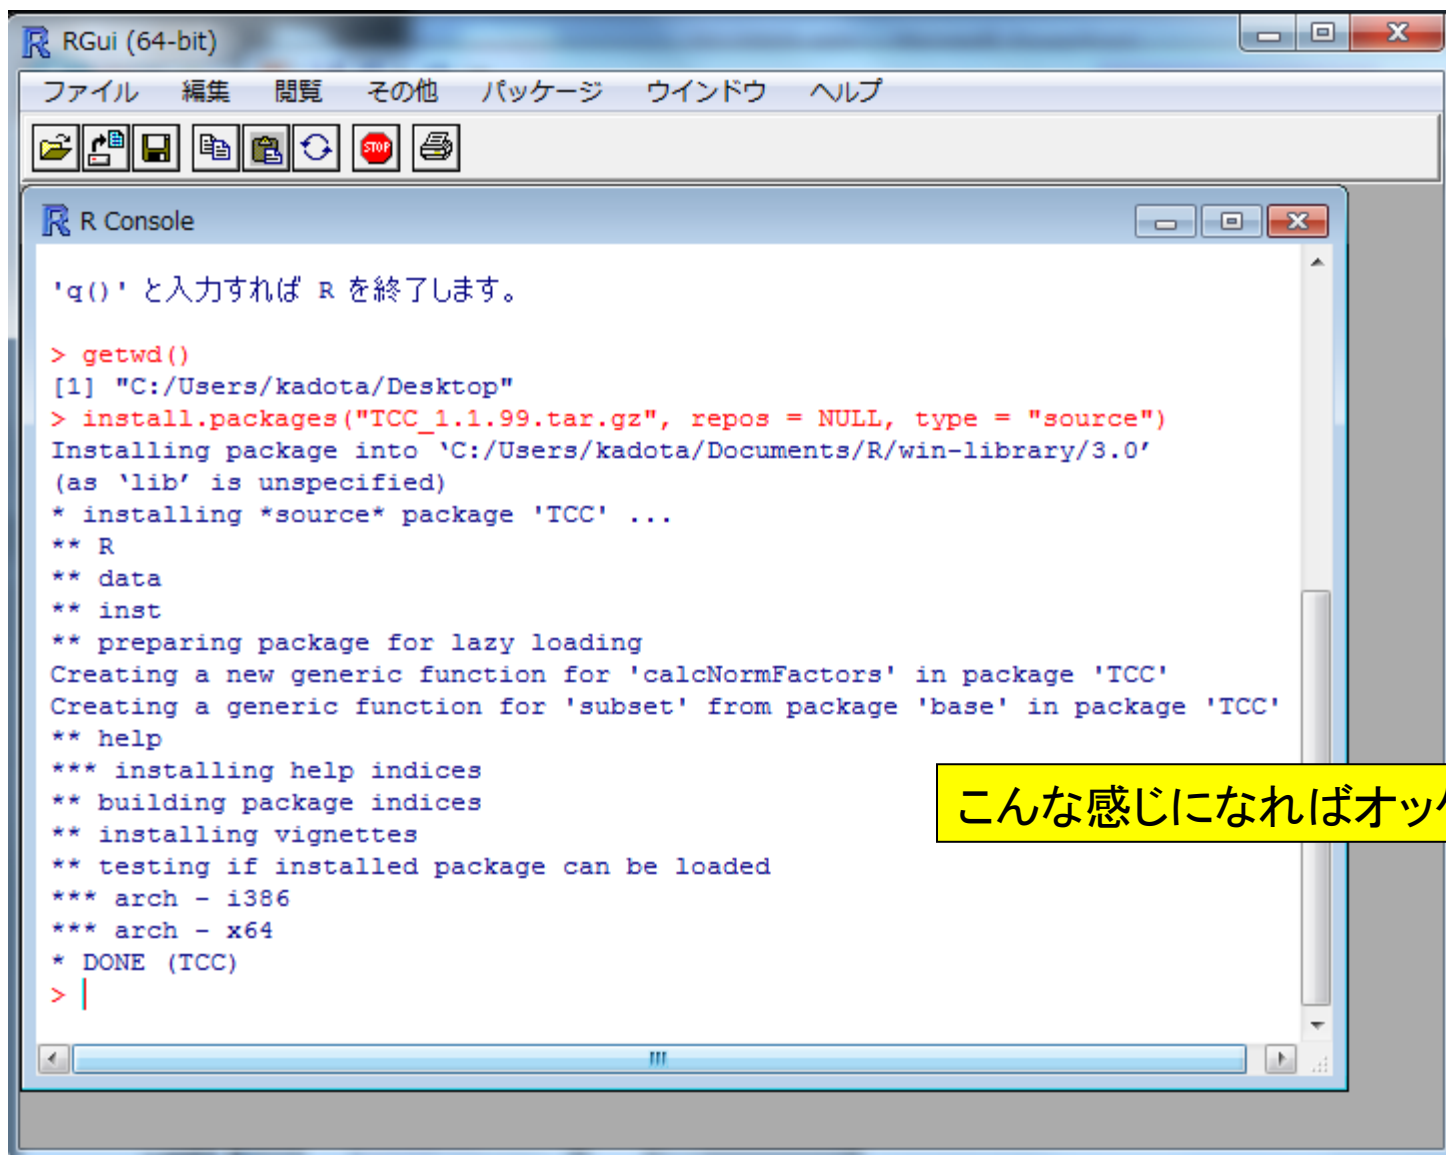 RGui (64-bit)
ファイル 編集 閲覧 その他 パッケージ ウインドウ ヘルプ
STOP
R Console
'q()' と入力すれば R を終了します。
> getwd()
[1] "C:/Users/kadota/Desktop"
> install.packages("TCC_1.1.99.tar.gz", repos = NULL, type = "source")
Installing package into ‘C:/Users/kadota/Documents/R/win-library/3.0’
(as ‘lib’ is unspecified)
* installing *source* package 'TCC' ...
** R
** data
** inst
** preparing package for lazy loading
Creating a new generic function for 'calcNormFactors' in package 'TCC'
Creating a generic function for 'subset' from package 'base' in package 'TCC'
** help
*** installing help indices
** building package indices
** installing vignettes
** testing if installed package can be loaded
*** arch - i386
*** arch - x64
* DONE (TCC)
>
こんな感じになればオッ